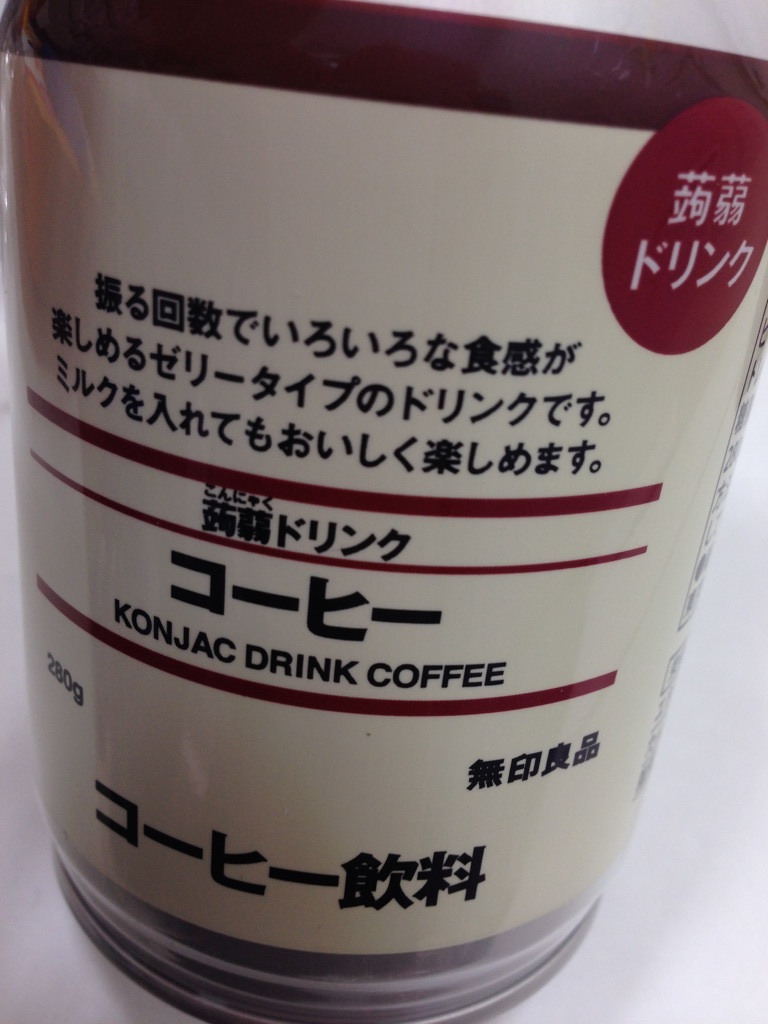 蒟蒻
ドリンク
振る回数でいろいろな食感が
楽しめるゼリータイプのドリンクです。
ミルクを入れてもおいしく楽しめます。
こんにゃく
蒟蒻ドリンク
コーヒー
KONJAC DRINK COFFEE
280g
無印良品
コーヒー飲料